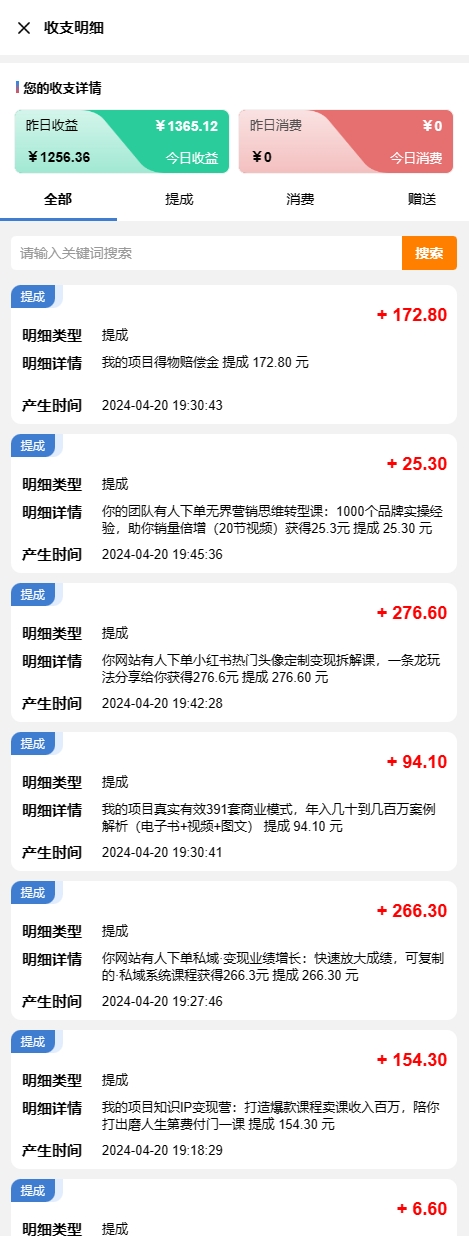 收支明细
您的收支详情
昨日收益
￥1365.12
￥1256.36
今日收益
昨日消费
￥0
￥0
今日消费
全部
提成
消费
赠送
请输入关键词搜索
搜索
提成
+ 172.80
明细类型 提成
明细详情 我的项目得物赔偿金 提成 172.80 元
产生时间 2024-04-20 19:30:43
提成
+ 25.30
明细类型 提成
明细详情 你的团队有人下单无界营销思维转型课：1000个品牌实操经
验，助你销量倍增（20节视频）获得25.3元 提成 25.30 元
产生时间 2024-04-20 19:45:36
提成
+ 276.60
明细类型 提成
明细详情 你网站有人下单小红书热门头像定制变现拆解课，一条龙玩
法分享给你获得276.6元 提成 276.60 元
产生时间 2024-04-20 19:42:28
提成
+ 94.10
明细类型 提成
明细详情 我的项目真实有效391套商业模式，年入几十到几百万案例
解析（电子书+视频+图文） 提成 94.10 元
产生时间 2024-04-20 19:30:41
提成
+ 266.30
明细类型 提成
明细详情 你网站有人下单私域·变现业绩增长：快速放大成绩，可复制
的·私域系统课程获得266.3元 提成 266.30 元
产生时间 2024-04-20 19:27:46
提成
+ 154.30
明细类型 提成
明细详情 我的项目知识IP变现营：打造爆款课程卖课收入百万，陪你
打出磨人生第费付门一课 提成 154.30 元
产生时间 2024-04-20 19:18:29
提成
+ 6.60
明细类型 提成